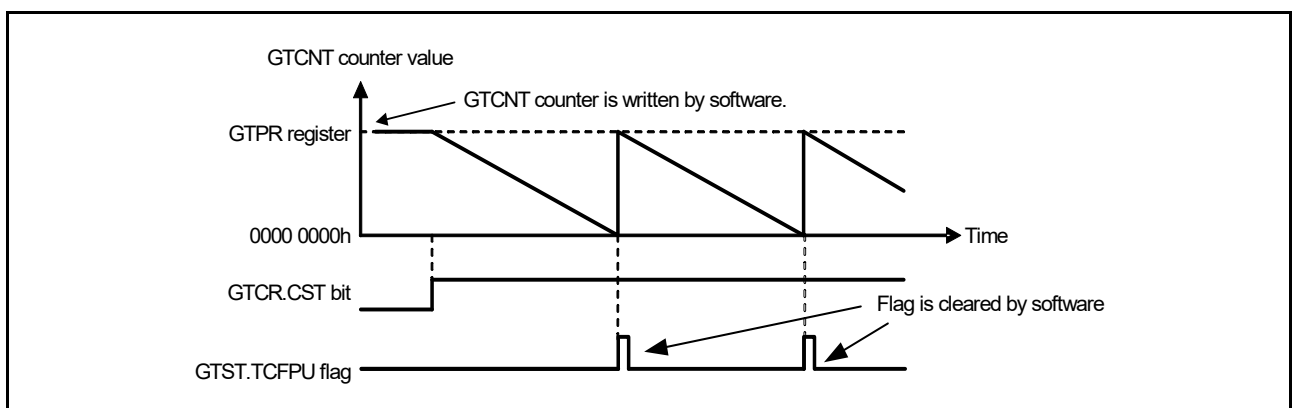 GTCNT counter value
GTCNT counter is written by software.
GTPR register
0000 0000h
Time
GTCR.CST bit
Flag is cleared by software
GTST.TCFPU flag